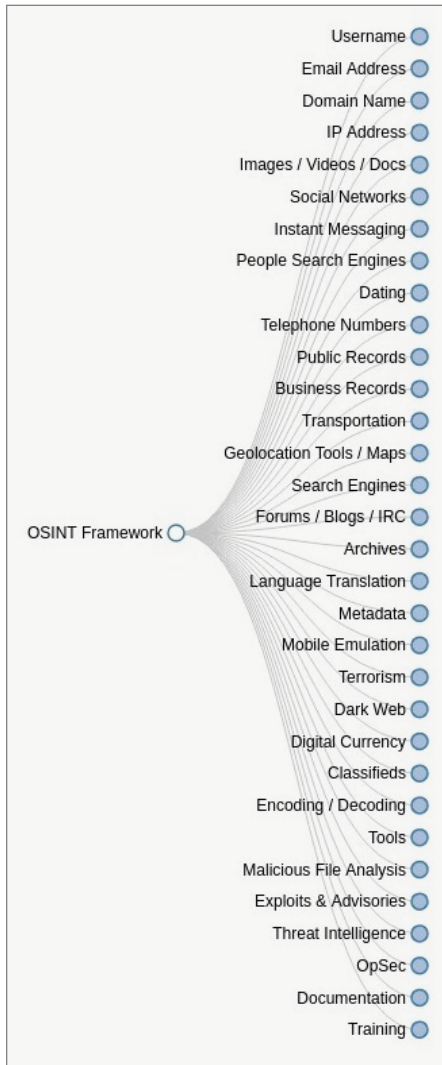 Username
Email Address
Domain Name
IP Address
Images / Videos / Docs
Social Networks
Instant Messaging
People Search Engines
Dating
Telephone Numbers
Public Records
Business Records
Transportation
Geolocation Tools / Maps
Search Engines
Forums / Blogs / IRC
OSINT Framework
Archives
Language Translation
Metadata
Mobile Emulation
Terrorism
Dark Web
Digital Currency
Classifieds
Encoding / Decoding
Tools
Malicious File Analysis
Exploits & Advisories
Threat Intelligence
OpSec
Documentation
Training